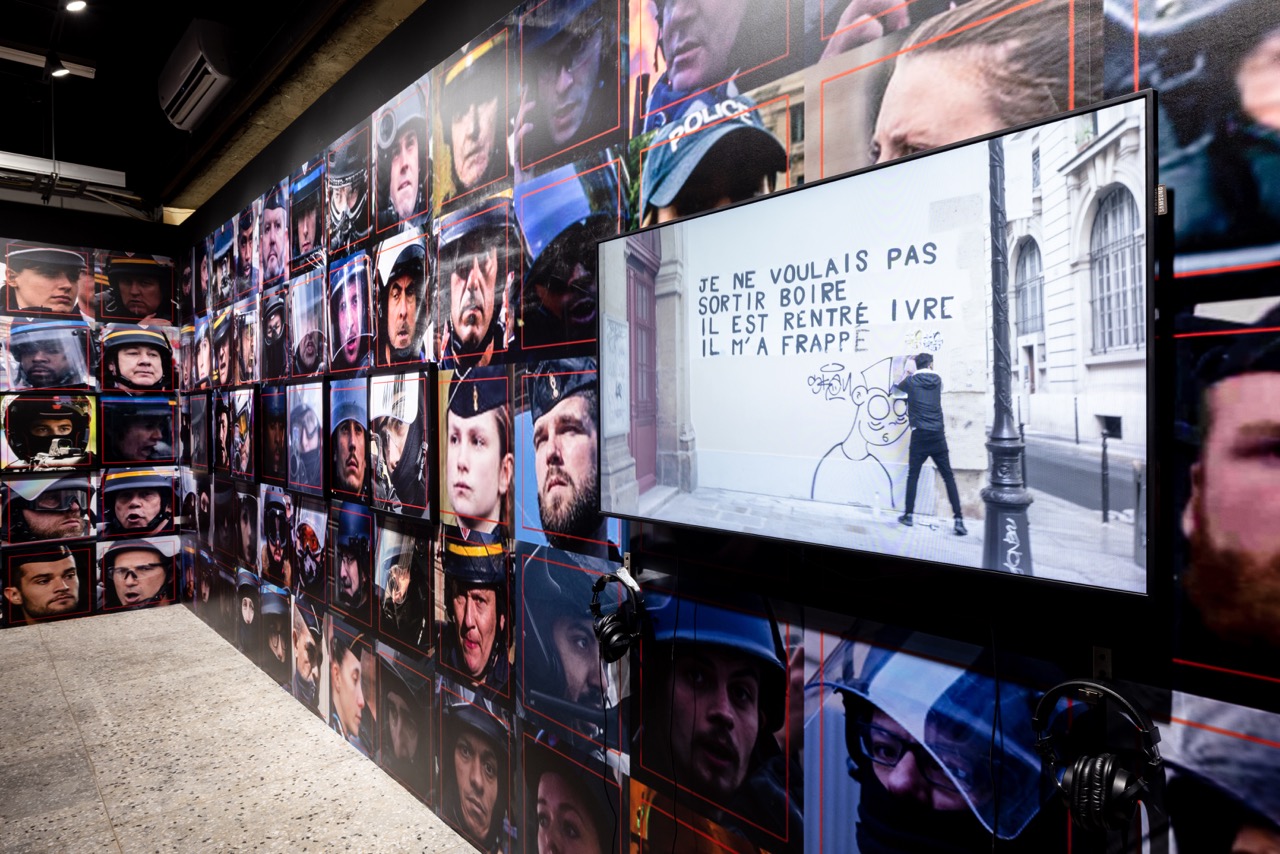 POLICE
JE NE VOULAIS PAS
SORTIR BOIRE
IL EST RENTRÉ IVRE
IL M'A FRAPPÉ